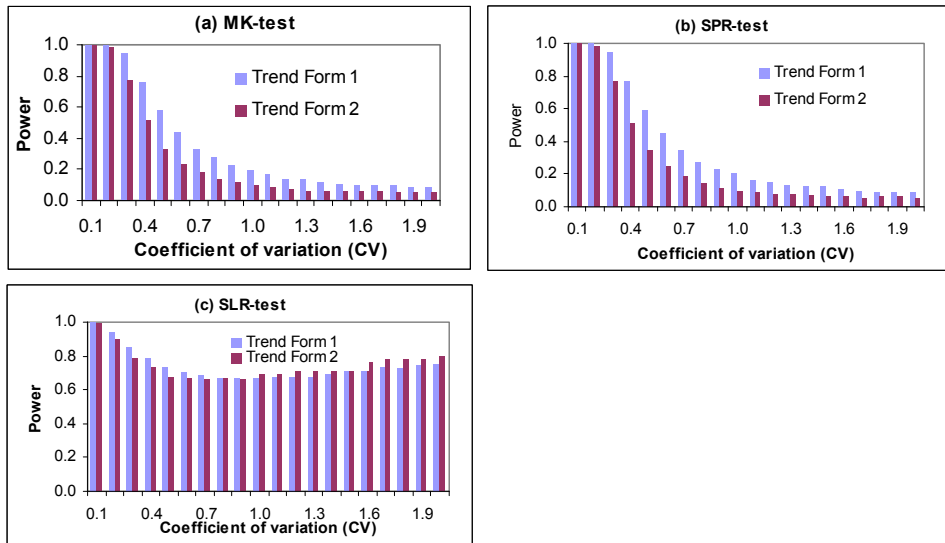 (a) MK-test
1.0
0.8
0.6
0.4
0.2
0.0
Power
Trend Form 1
Trend Form 2
0.1 0.4 0.7 1.0 1.3 1.6 1.9
Coefficient of variation (CV)
(b) SPR-test
1.0
0.8
0.6
0.4
0.2
0.0
Power
Trend Form 1
Trend Form 2
0.1 0.4 0.7 1.0 1.3 1.6 1.9
Coefficient of variation (CV)
(c) SLR-test
1.0
0.8
0.6
0.4
0.2
0.0
Power
Trend Form 1
Trend Form 2
0.1 0.4 0.7 1.0 1.3 1.6 1.9
Coefficient of variation (CV)